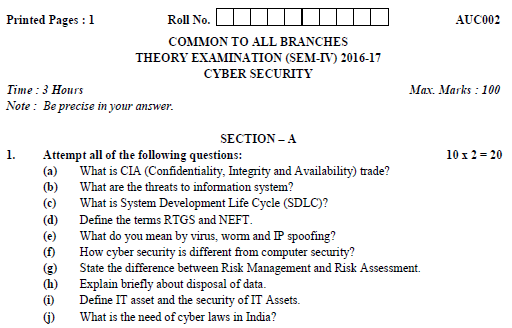 Printed Pages : 1 Roll No. AUC002
COMMON TO ALL BRANCHES
THEORY EXAMINATION (SEM-IV) 2016-17
CYBER SECURITY
Time : 3 Hours Max. Marks : 100
Note : Be precise in your answer.
SECTION – A
1. Attempt all of the following questions: 10 x 2 = 20
(a) What is CIA (Confidentiality, Integrity and Availability) trade?
(b) What are the threats to information system?
(c) What is System Development Life Cycle (SDLC)?
(d) Define the terms RTGS and NEFT.
(e) What do you mean by virus, worm and IP spoofing?
(f) How cyber security is different from computer security?
(g) State the difference between Risk Management and Risk Assessment.
(h) Explain briefly about disposal of data.
(i) Define IT asset and the security of IT Assets.
(j) What is the need of cyber laws in India?